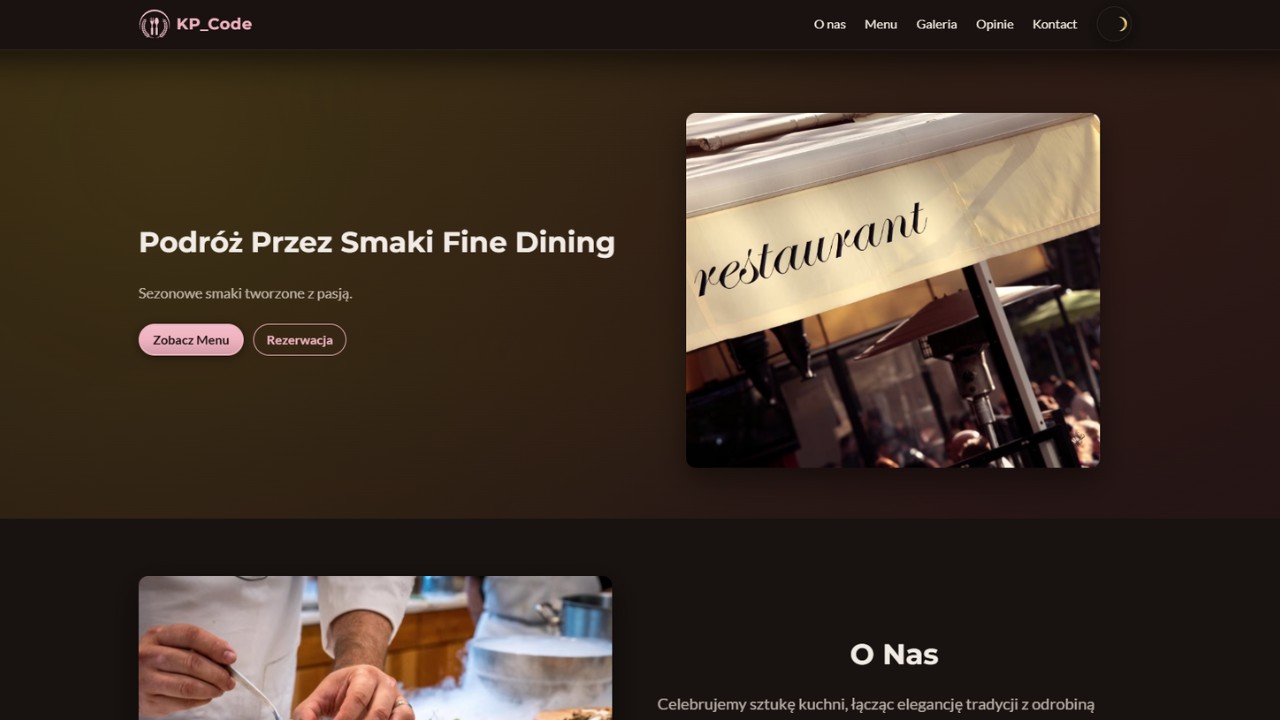 KP_Code
O nas
Menu
Galeria
Opinie
Kontact
Podróż Przez Smaki Fine Dining
Sezonowe smaki tworzone z pasją.
Zobacz Menu
Rezerwacja
restaurant
O Nas
Celebrujemy sztukę kuchni, łącząc elegancję tradycji z odrobiną